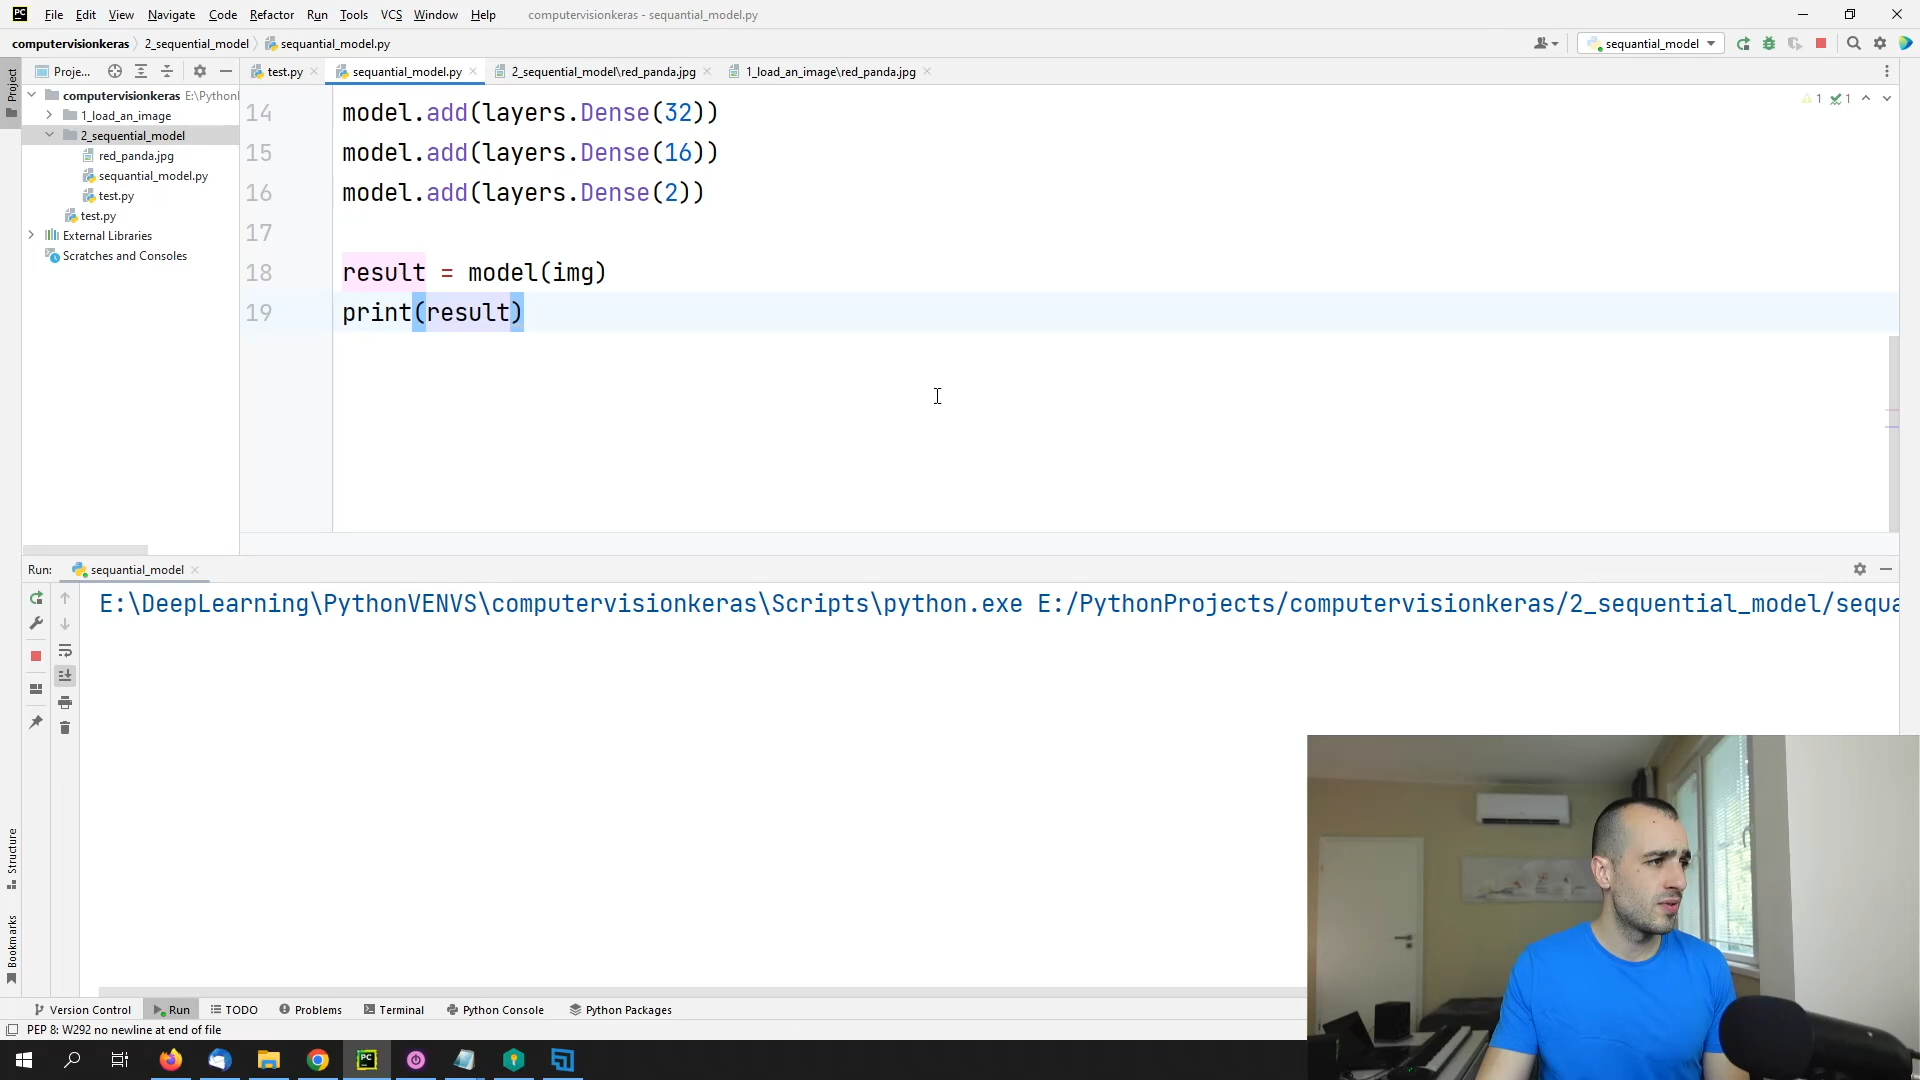 PC File Edit View Navigate Code Refactor Run Tools VCS Window Help computervisionkeras - sequantial_model.py
computervisionkeras 2_sequential_model sequantial_model.py sequantial_model
Project
Proje... test.py sequantial_model.py 2_sequential_model\red_panda.jpg 1_load_an_image\red_panda.jpg
computervisionkeras E:\Python
1_load_an_image
2_sequential_model
red_panda.jpg
sequantial_model.py
test.py
test.py
External Libraries
Scratches and Consoles
1 1
14 model.add(layers.Dense(32))
15 model.add(layers.Dense(16))
16 model.add(layers.Dense(2))
17
18 result = model(img)
19 print(result)
Run: sequantial_model
E:\DeepLearning\PythonVENVS\computervisionkeras\Scripts\python.exe E:/PythonProjects/computervisionkeras/2_sequential_model/sequa
Structure
Bookmarks
Version Control Run TODO Problems Terminal Python Console Python Packages
PEP 8: W292 no newline at end of file
PC